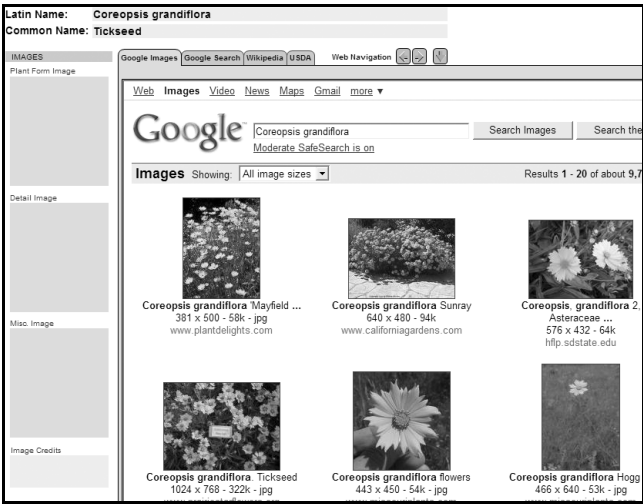 Latin Name: Coreopsis grandiflora
Common Name: Tickseed
IMAGES
Plant Form Image
Detail Image
Misc. Image
Image Credits
Google Images Google Search Wikipedia USDA Web Navigation
Web Images Video News Maps Gmail more ▼
Google™ Coreopsis grandiflora Search Images Search the
Moderate SafeSearch is on
Images Showing: All image sizes Results 1 - 20 of about 9,7
Coreopsis grandiflora 'Mayfield ...
381 x 500 - 58k - jpg
www.plantdelights.com
Coreopsis grandiflora Sunray
640 x 480 - 94k
www.californiagardens.com
Coreopsis, grandiflora 2,
Asteraceae ...
576 x 432 - 64k
hflp.sdstate.edu
Coreopsis grandiflora. Tickseed
1024 x 768 - 322k - jpg
Coreopsis grandiflora flowers
443 x 450 - 54k - jpg
Coreopsis grandiflora Hogg
466 x 640 - 53k - jpg